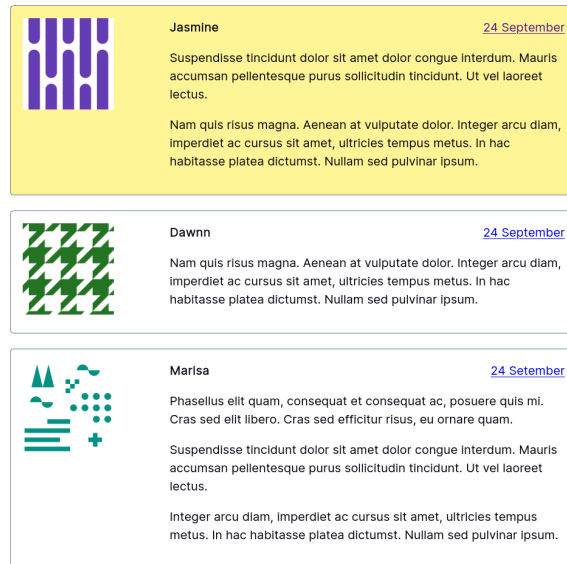 Jasmine 24 September
Suspendisse tincidunt dolor sit amet dolor congue interdum. Mauris
accumsan pellentesque purus sollicitudin tincidunt. Ut vel laoreet
lectus.
Nam quis risus magna. Aenean at vulputate dolor. Integer arcu diam,
imperdiet ac cursus sit amet, ultricies tempus metus. In hac
habitasse platea dictumst. Nullam sed pulvinar ipsum.
Dawnn 24 September
Nam quis risus magna. Aenean at vulputate dolor. Integer arcu diam,
imperdiet ac cursus sit amet, ultricies tempus metus. In hac
habitasse platea dictumst. Nullam sed pulvinar ipsum.
Marisa 24 Setember
Phasellus elit quam, consequat et consequat ac, posuere quis mi.
Cras sed elit libero. Cras sed efficitur risus, eu ornare quam.
Suspendisse tincidunt dolor sit amet dolor congue interdum. Mauris
accumsan pellentesque purus sollicitudin tincidunt. Ut vel laoreet
lectus.
Integer arcu diam, imperdiet ac cursus sit amet, ultricies tempus
metus. In hac habitasse platea dictumst. Nullam sed pulvinar ipsum.